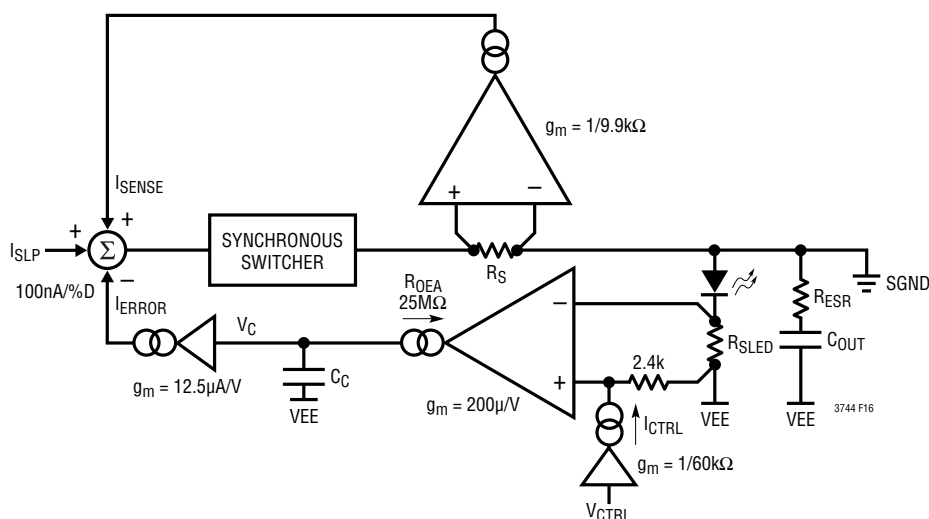 g_m = 1/9.9kΩ
+ –
I_SENSE
+
+
I_SLP
Σ
SYNCHRONOUS
SWITCHER
R_S
SGND
100nA/%D
–
I_ERROR
R_OEA
25MΩ
–
R_ESR
V_C
R_SLED
C_OUT
2.4k
+
C_C
g_m = 12.5µA/V
VEE
g_m = 200µ/V
I_CTRL
VEE
VEE
3744 F16
g_m = 1/60kΩ
V_CTRL